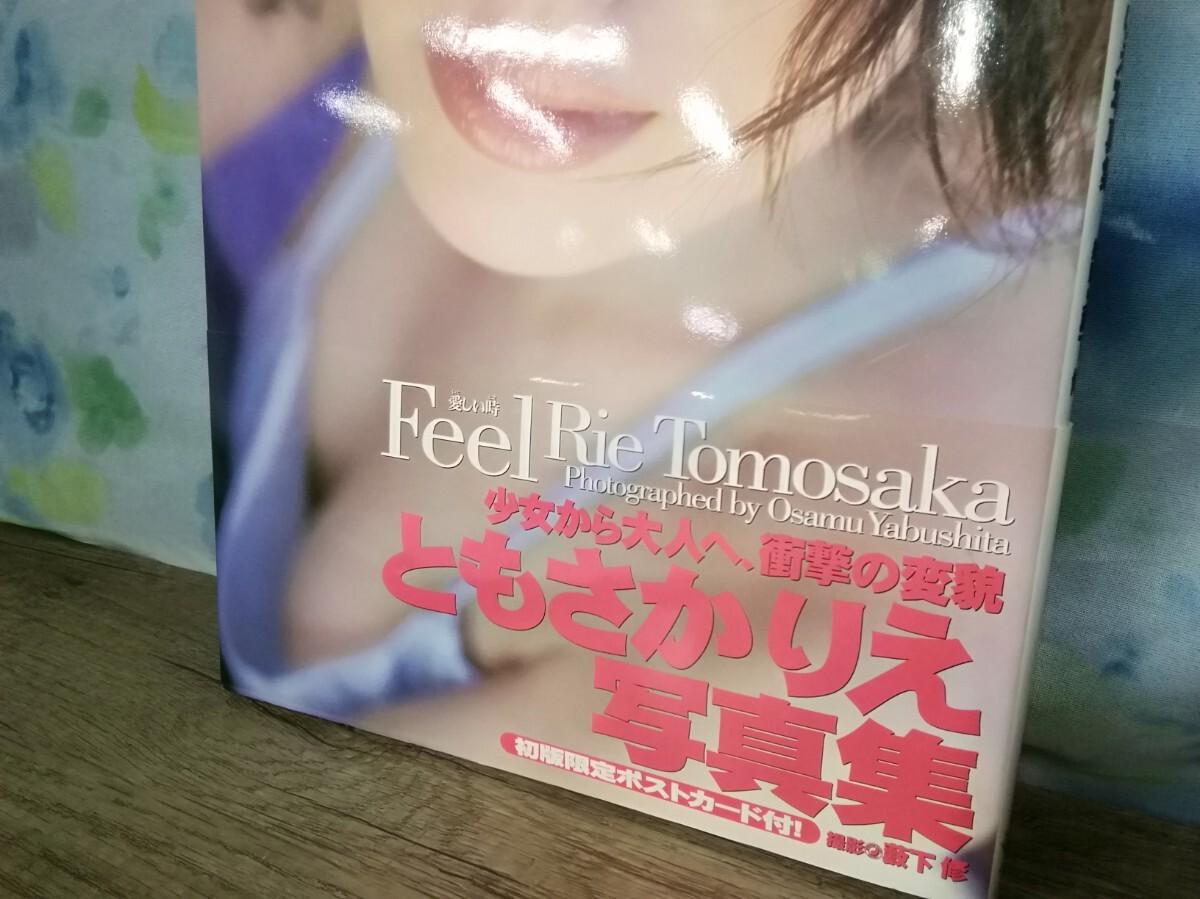 Feel
愛しい時
Rie Tomosaka
Photographed by Osamu Yabushita
少女から大人へ、衝撃の変貌
ともさかりえ
写真集
初版限定ポストカード付!
撮影 藪下 修